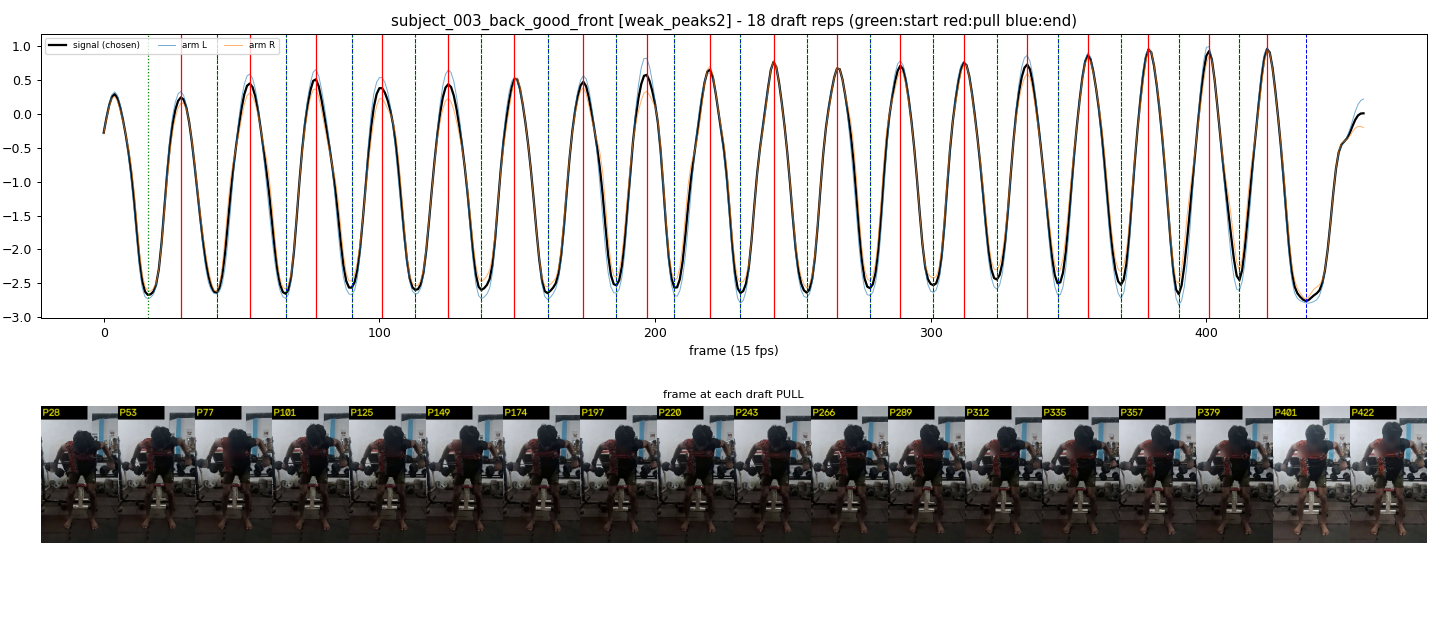 subject_003_back_good_front [weak_peaks2] - 18 draft reps (green:start red:pull blue:end)
signal (chosen) arm L arm R
1.0
0.5
0.0
−0.5
−1.0
−1.5
−2.0
−2.5
−3.0
0 100 200 300 400
frame (15 fps)
frame at each draft PULL
P28 P53 P77 P101 P125 P149 P174 P197 P220 P243 P266 P289 P312 P335 P357 P379 P401 P422